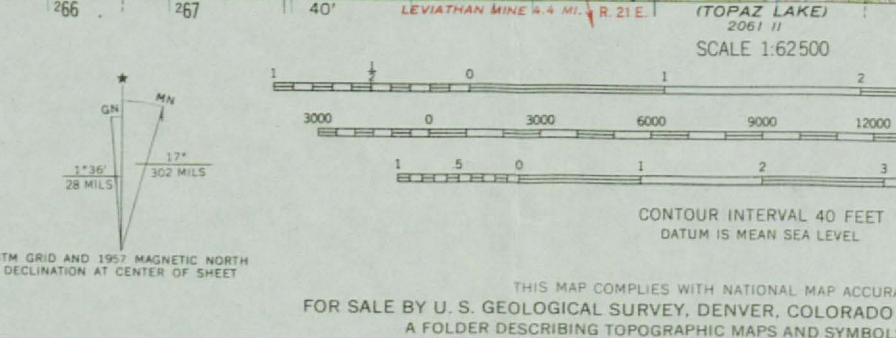 266 267 40' LEVIATHAN MINE 4.4 MI. R. 21 E. (TOPAZ LAKE)
2061 II
SCALE 1:62500
1 ½ 0 1 2
GN MN
3000 0 3000 6000 9000 12000
1°36' 17°
28 MILS 302 MILS
1 .5 0 1 2 3
CONTOUR INTERVAL 40 FEET
DATUM IS MEAN SEA LEVEL
TM GRID AND 1957 MAGNETIC NORTH
DECLINATION AT CENTER OF SHEET
THIS MAP COMPLIES WITH NATIONAL MAP ACCURA
FOR SALE BY U. S. GEOLOGICAL SURVEY, DENVER, COLORADO
A FOLDER DESCRIBING TOPOGRAPHIC MAPS AND SYMBOLS